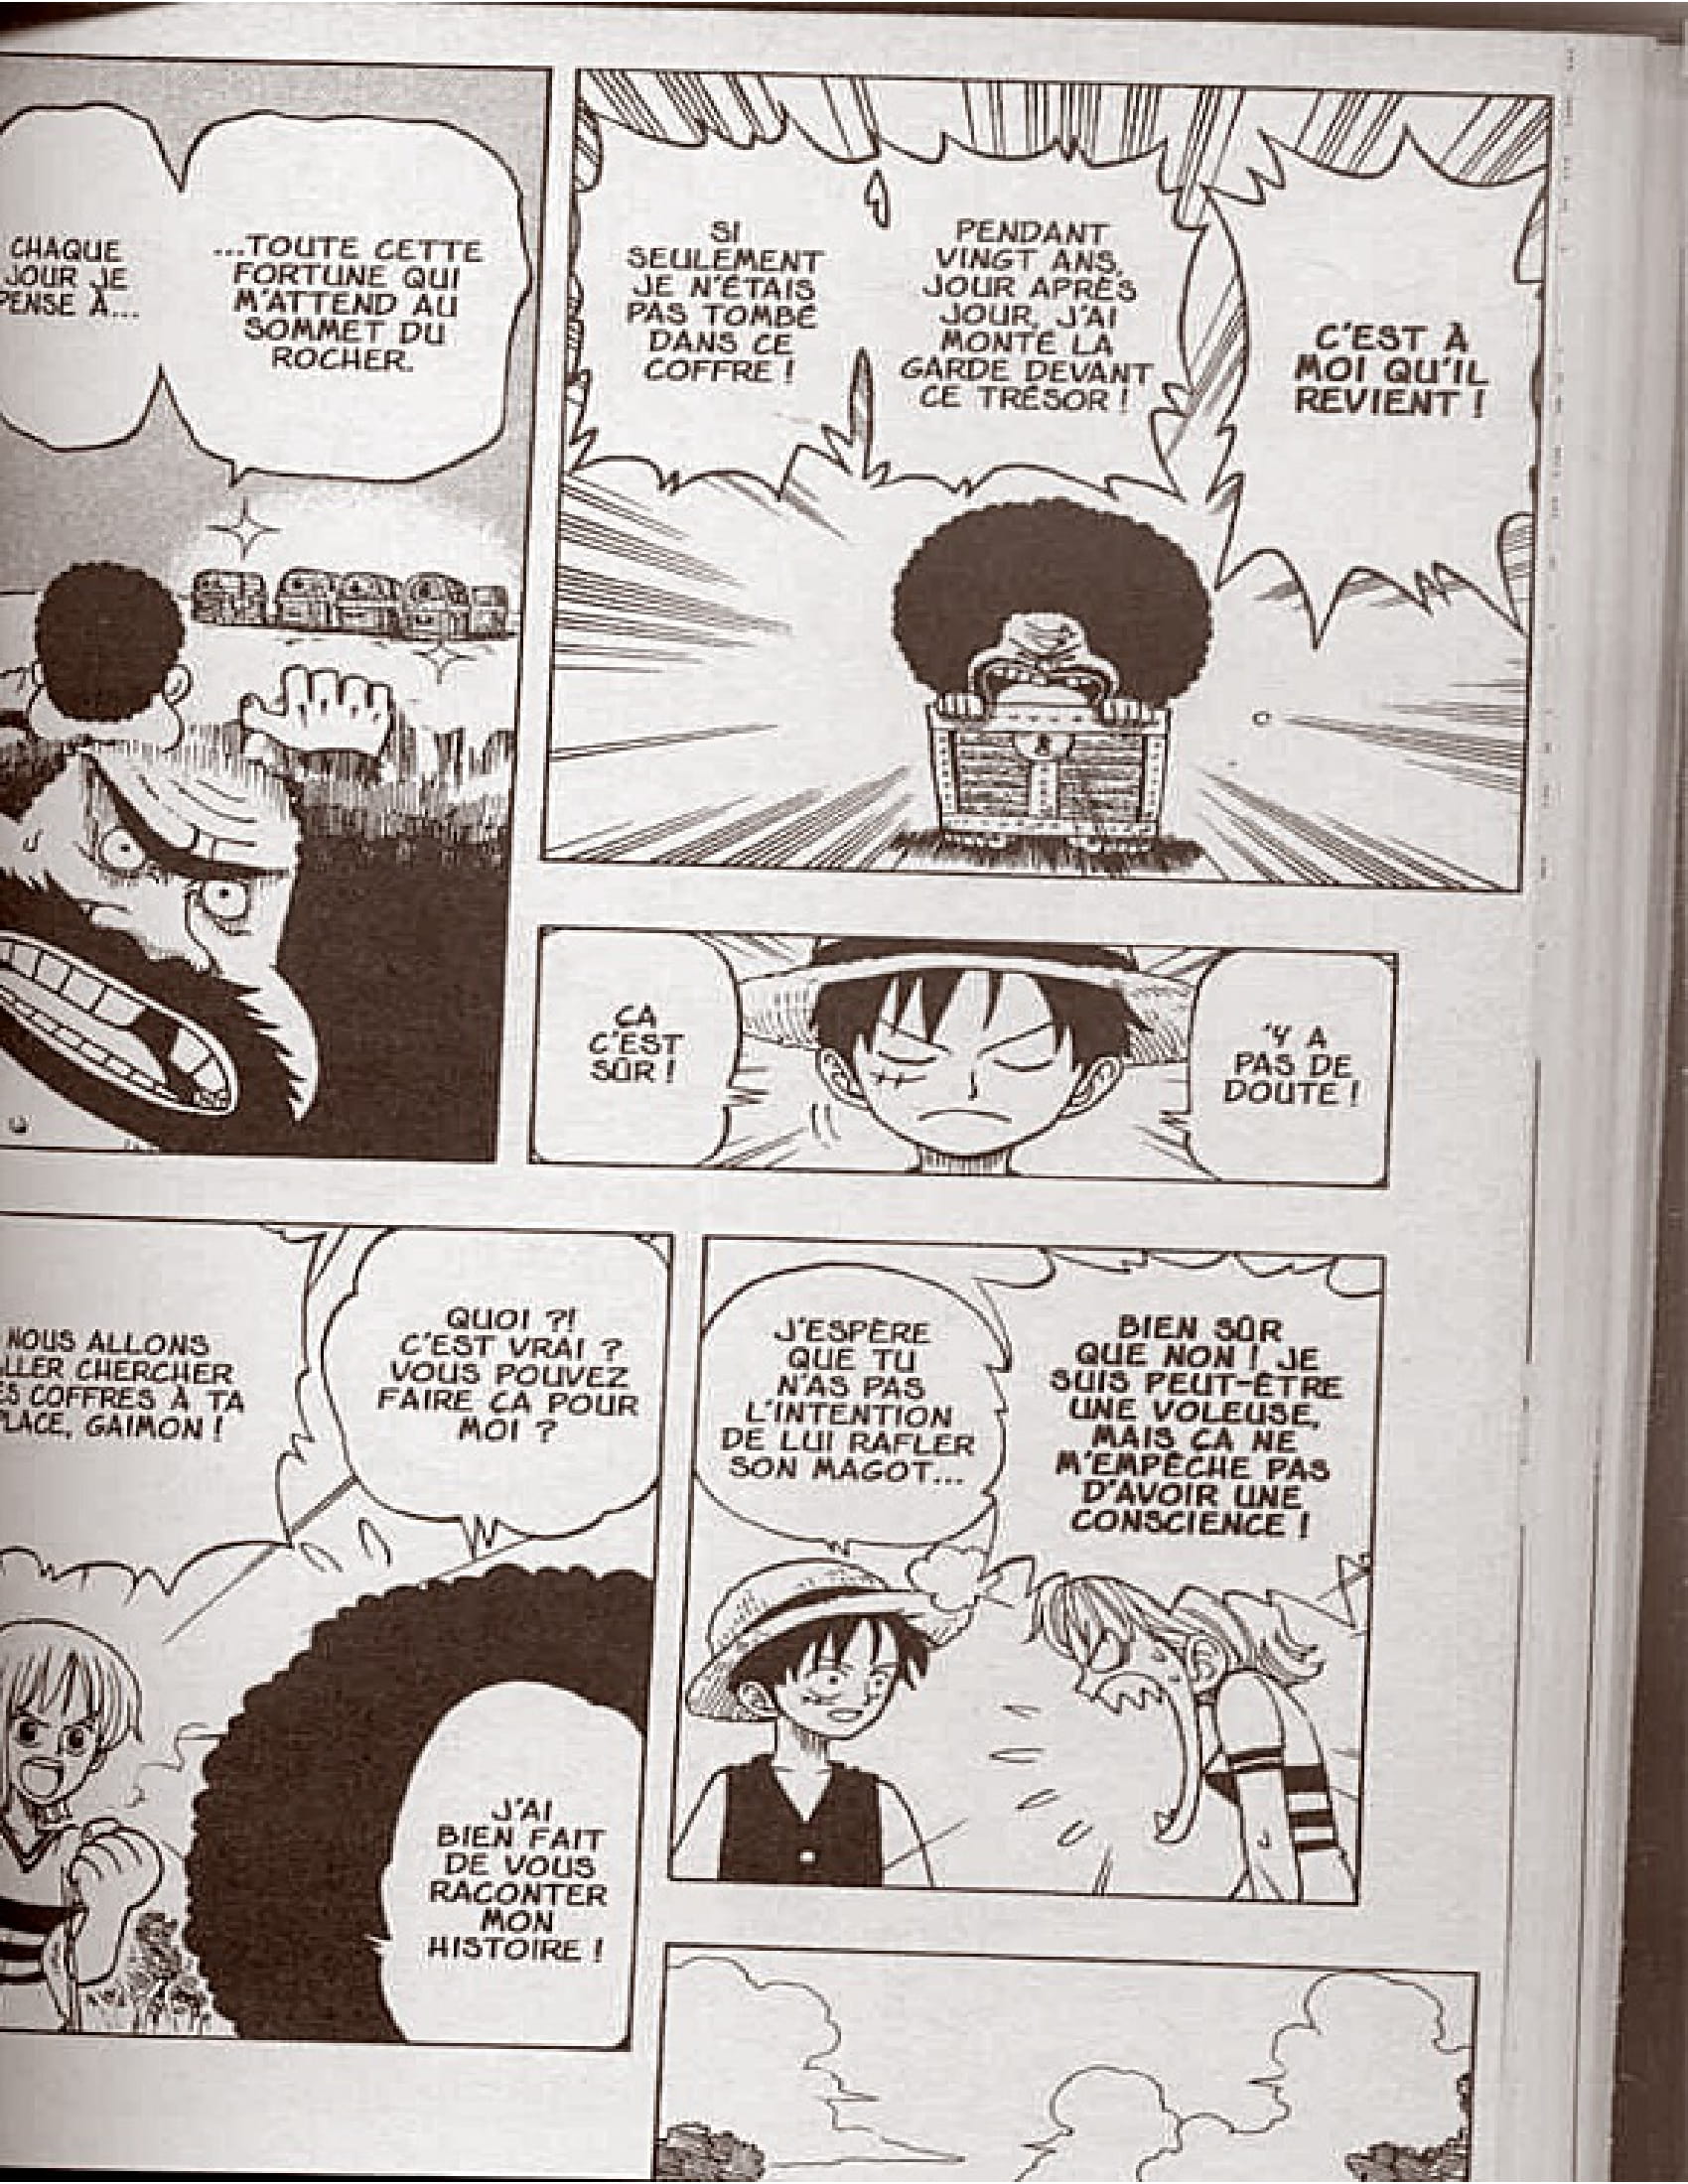 C'EST À
MOI QU'IL
REVIENT !
PENDANT
VINGT ANS,
JOUR APRÈS
JOUR, J'AI
MONTÉ LA
GARDE DEVANT
CE TRÉSOR !
SI
SEULEMENT
JE N'ÉTAIS
PAS TOMBÉ
DANS CE
COFFRE !
...TOUTE CETTE
FORTUNE QUI
M'ATTEND AU
SOMMET DU
ROCHER.
CHAQUE
JOUR JE
PENSE À...
'Y A
PAS DE
DOUTE !
ÇA
C'EST
SÛR !
BIEN SÛR
QUE NON ! JE
SUIS PEUT-ÊTRE
UNE VOLEUSE,
MAIS ÇA NE
M'EMPÊCHE PAS
D'AVOIR UNE
CONSCIENCE !
J'ESPÈRE
QUE TU
N'AS PAS
L'INTENTION
DE LUI RAFLER
SON MAGOT...
QUOI ?!
C'EST VRAI ?
VOUS POUVEZ
FAIRE ÇA POUR
MOI ?
NOUS ALLONS
LLER CHERCHER
ES COFFRES À TA
PLACE, GAIMON !
J'AI
BIEN FAIT
DE VOUS
RACONTER
MON
HISTOIRE !